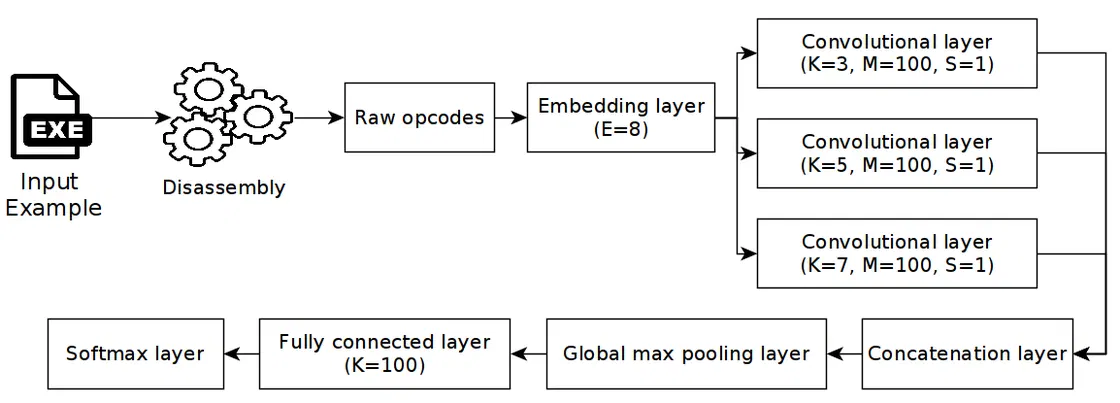 EXE
Input
Example
Disassembly
Raw opcodes
Embedding layer
(E=8)
Convolutional layer
(K=3, M=100, S=1)
Convolutional layer
(K=5, M=100, S=1)
Convolutional layer
(K=7, M=100, S=1)
Softmax layer
Fully connected layer
(K=100)
Global max pooling layer
Concatenation layer